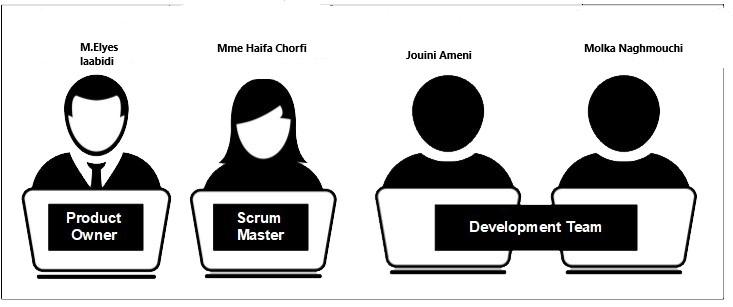 M.Elyes
laabidi
Mme Haifa Chorfi
Jouini Ameni
Molka Naghmouchi
Product
Owner
Scrum
Master
Development Team